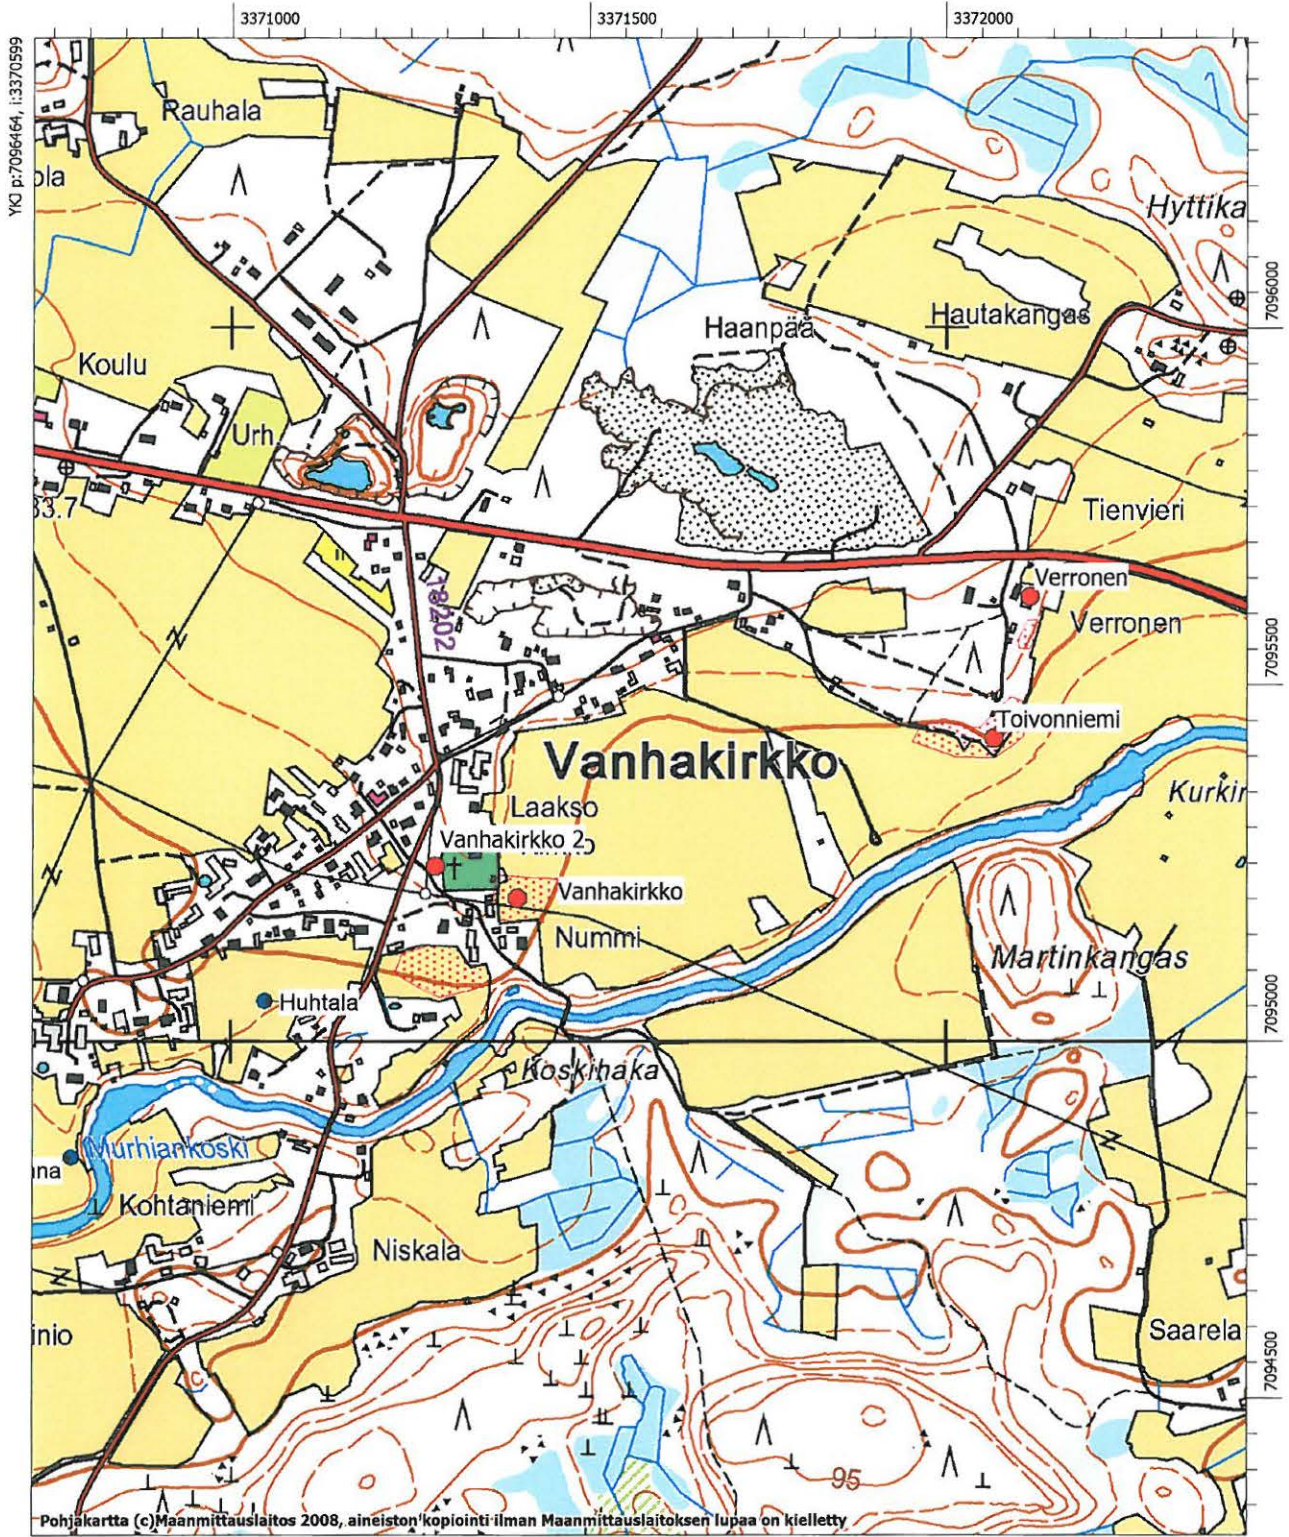 3371000
3371500
3372000
YKJ p:7096464, i:3370599
Rauhala
ola
Hyttika
7096000
Hautakangas
Haanpää
Koulu
Urh.
33.7
Tienvieri
Verronen
Verronen
18202
7095500
Toivonniemi
Vanhakirkko
Kurkir
Laakso
Vanhakirkko 2
Vanhakirkko
Nummi
Martinkangas
Huhtala
7095000
Koskihaka
Murhiankoski
nna
Kohtaniemi
Niskala
inio
Saarela
7094500
95
Pohjakartta (c)Maanmittauslaitos 2008, aineiston kopiointi ilman Maanmittauslaitoksen lupaa on kielletty